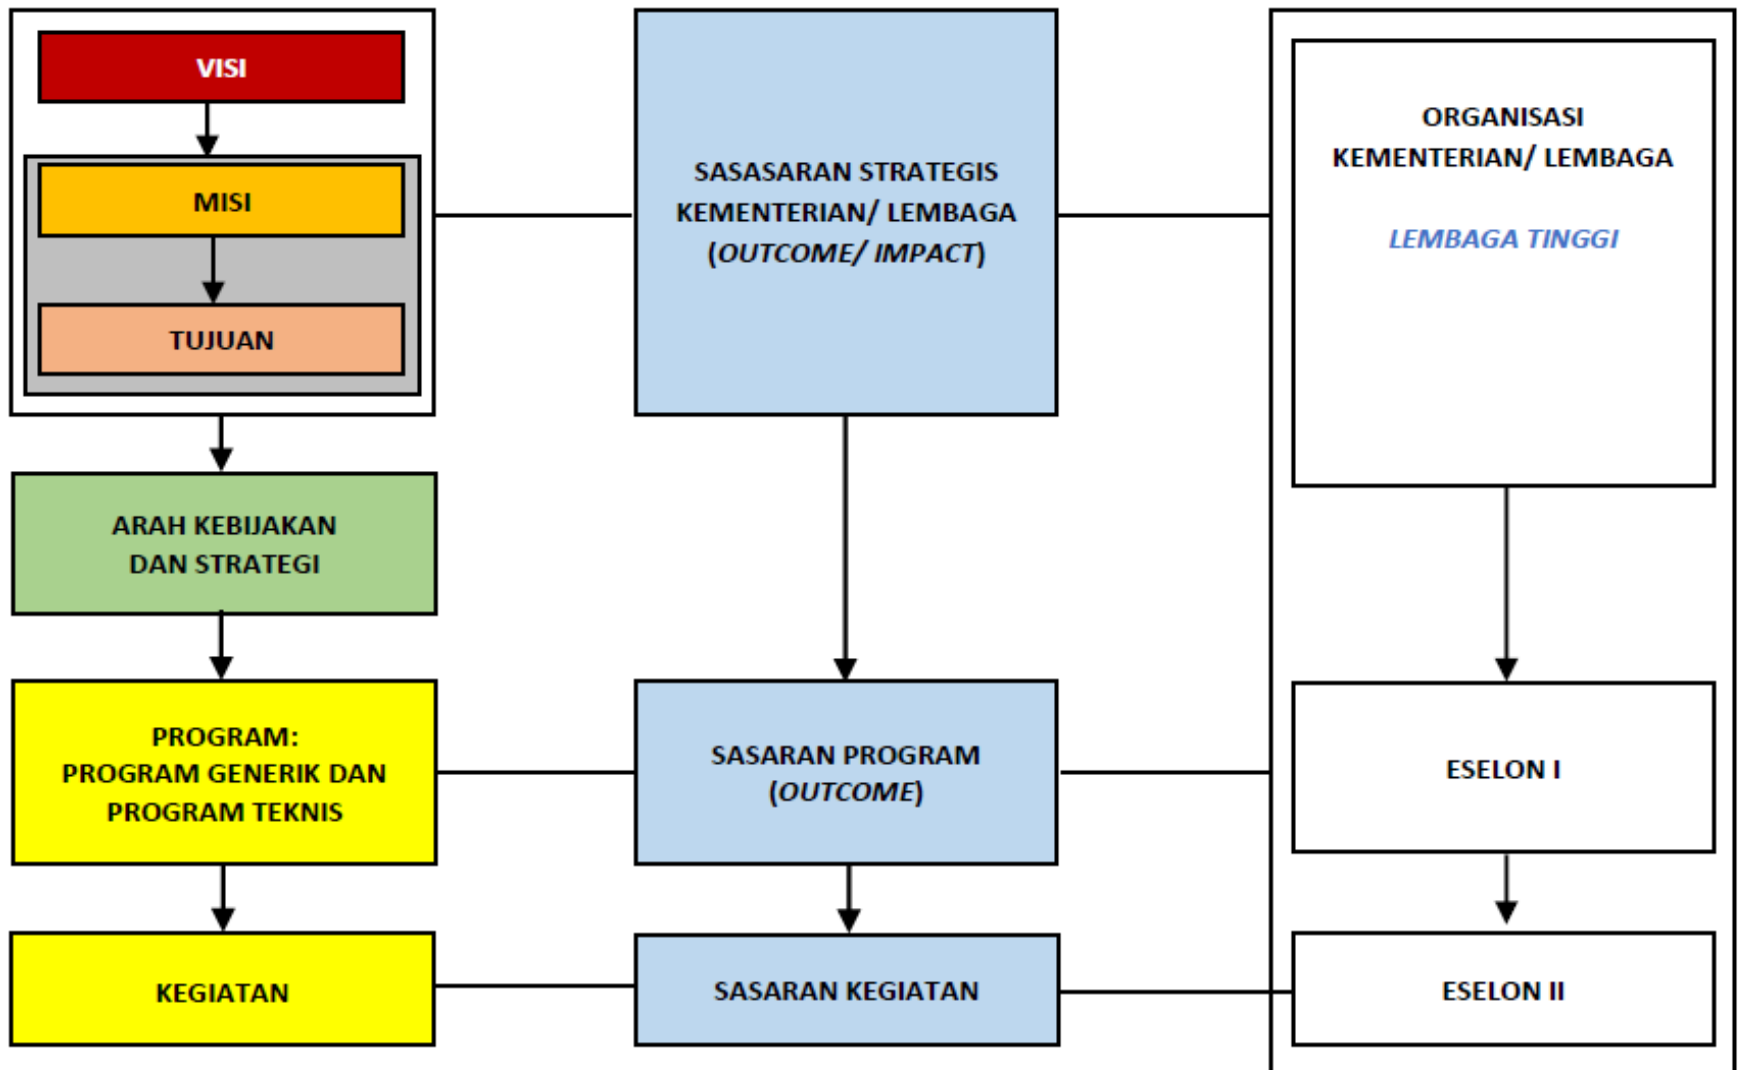 VISI
MISI
TUJUAN
ARAH KEBIJAKAN
DAN STRATEGI
PROGRAM:
PROGRAM GENERIK DAN
PROGRAM TEKNIS
KEGIATAN
SASASARAN STRATEGIS
KEMENTERIAN/ LEMBAGA
(OUTCOME/ IMPACT)
SASARAN PROGRAM
(OUTCOME)
SASARAN KEGIATAN
ORGANISASI
KEMENTERIAN/ LEMBAGA
LEMBAGA TINGGI
ESELON I
ESELON II